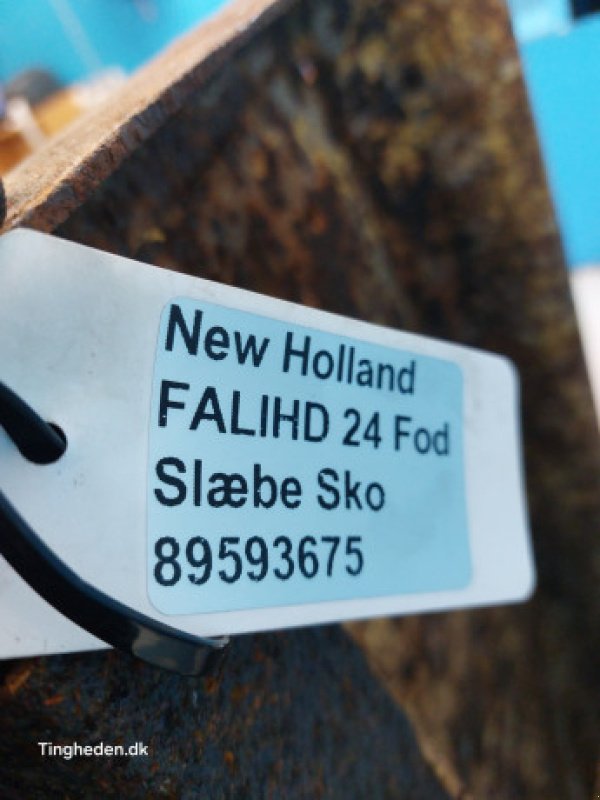 New Holland
FALIHD 24 Fod
Slæbe Sko
89593675
Tingheden.dk